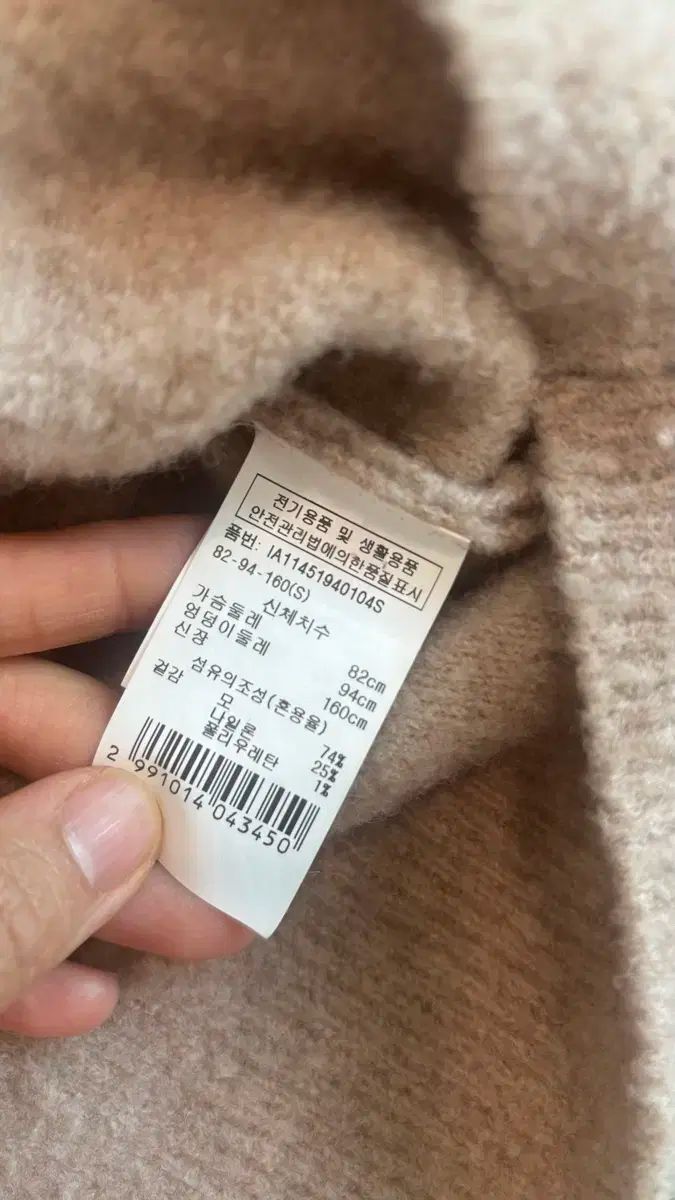 전기용품 및 생활용품
안전관리법에의한품질표시
품번: IA11451940104S
82-94-160(S)
신체치수
가슴둘레 82cm
엉덩이둘레 94cm
신장 160cm
섬유의조성(혼용율)
겉감
모 74%
나일론 25%
폴리우레탄 1%
2 991014 043450